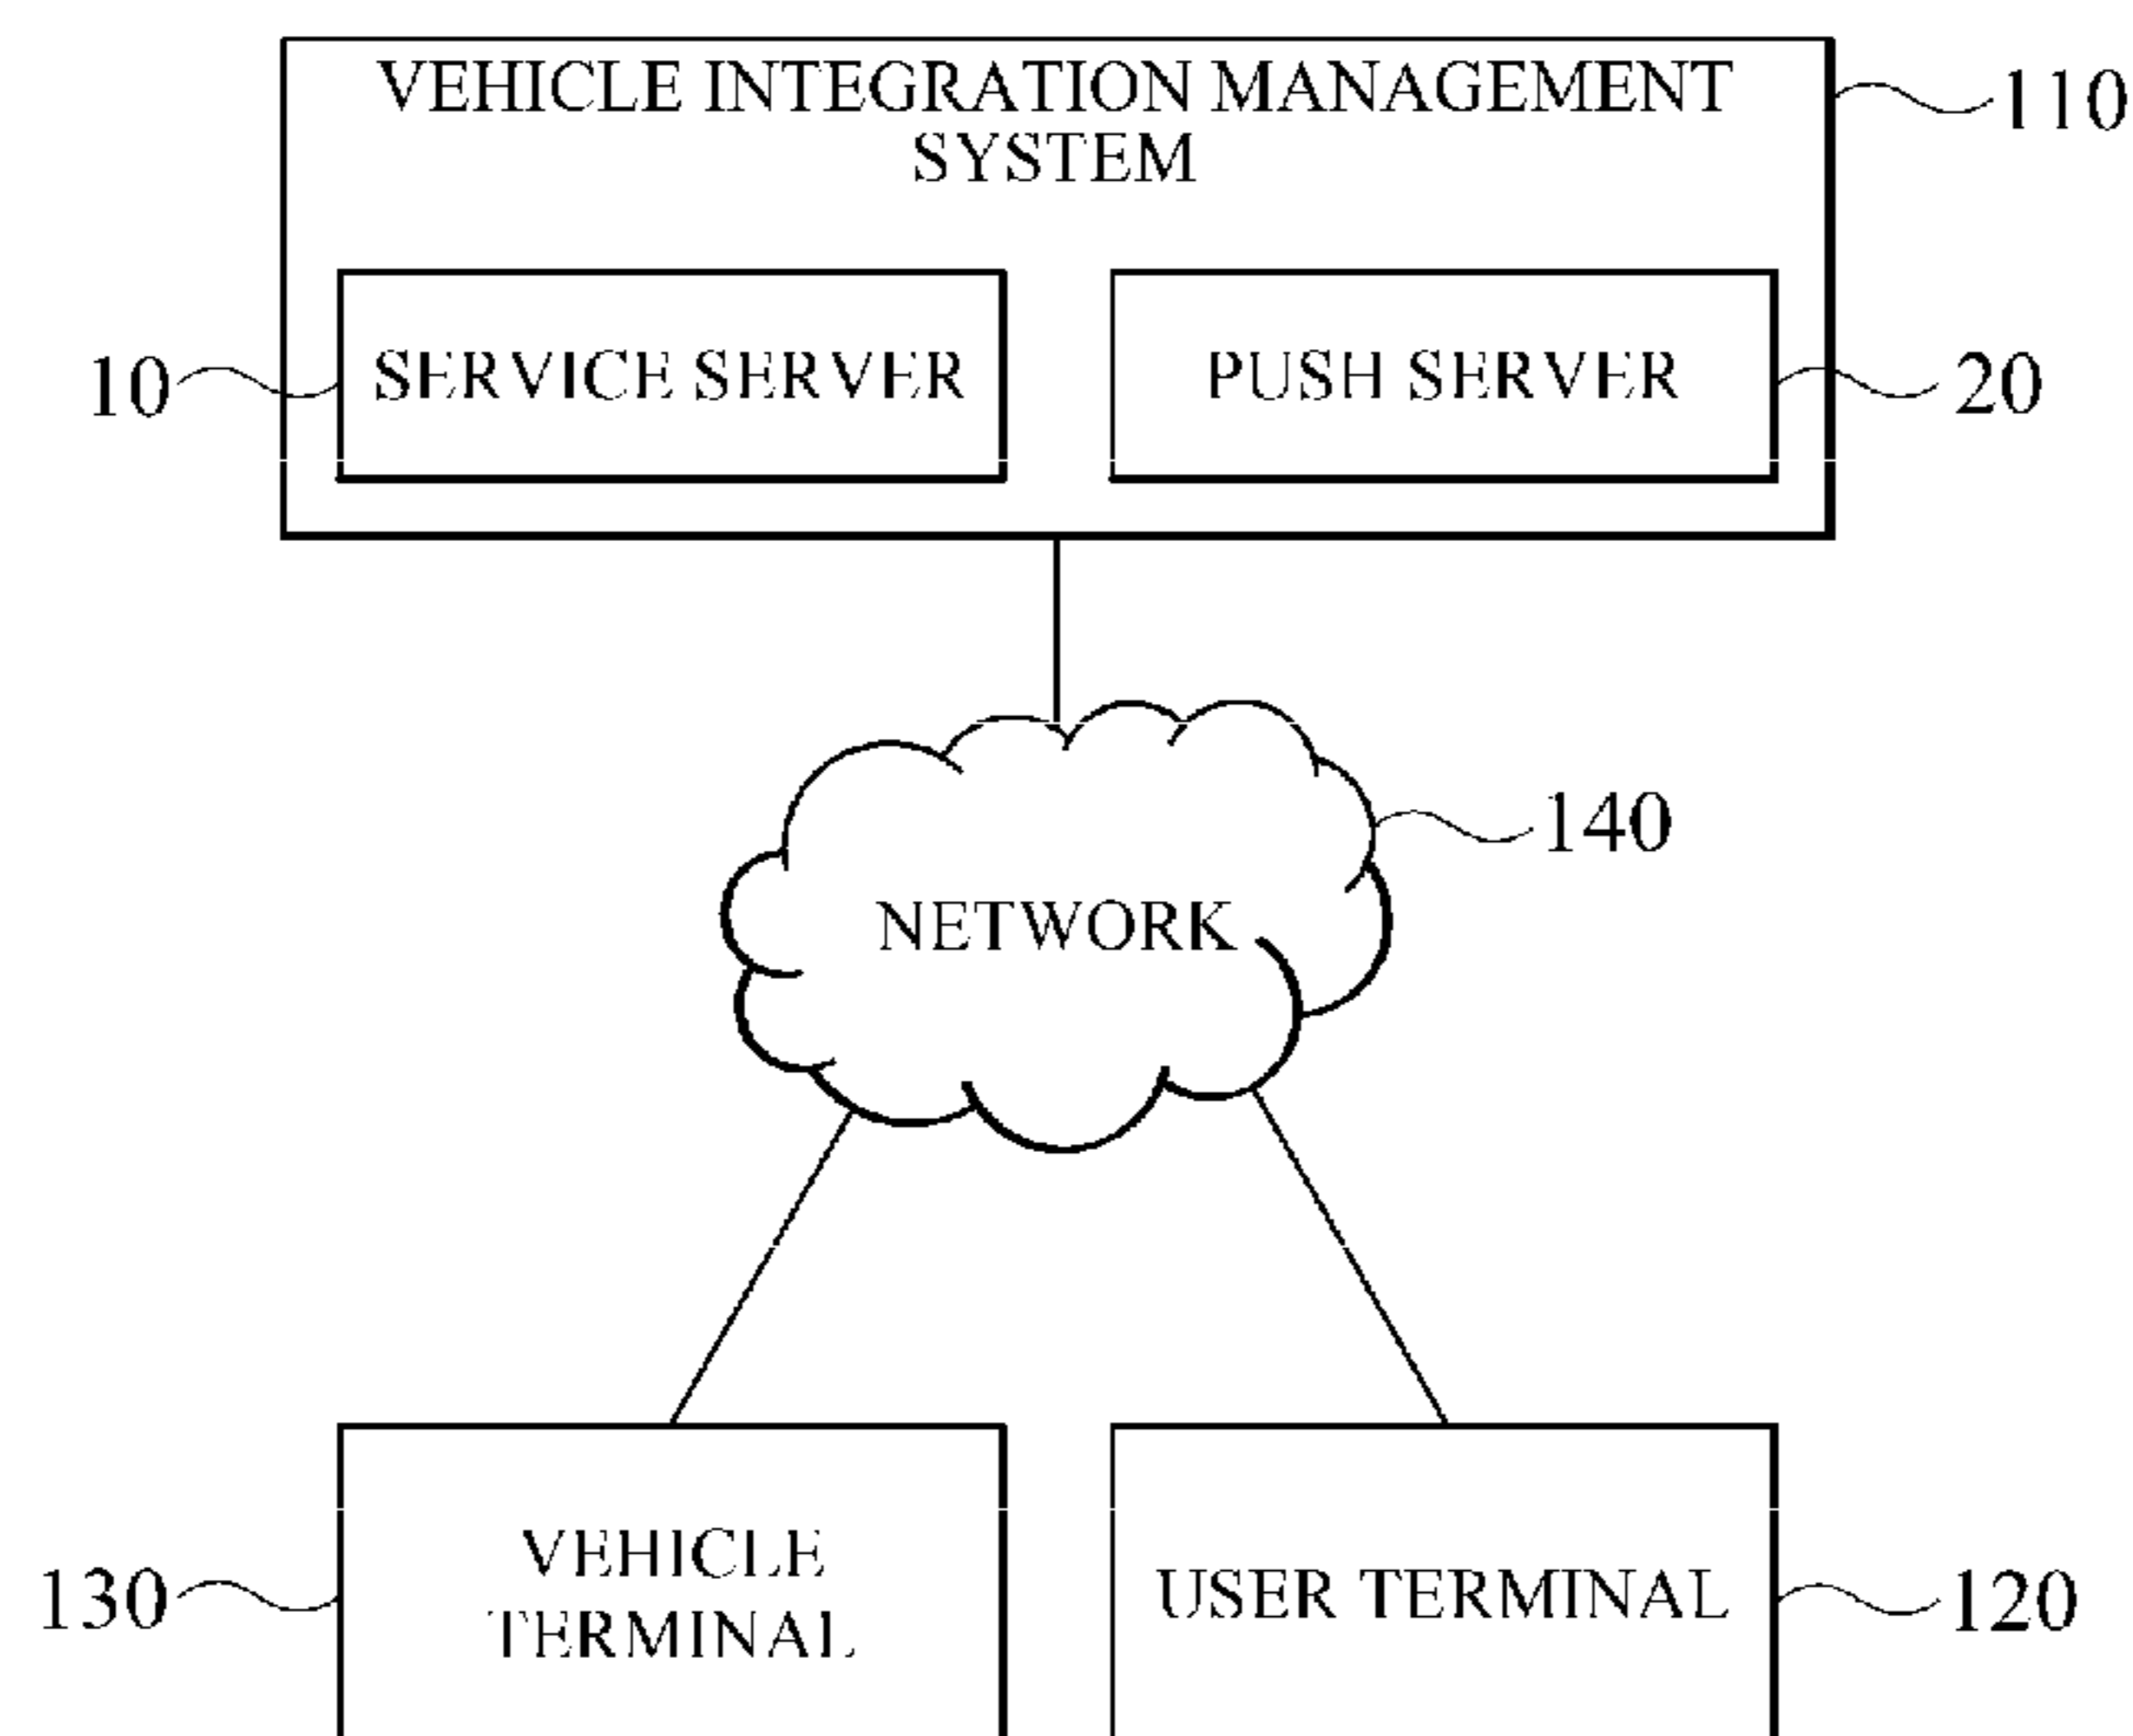 VEHICLE INTEGRATION MANAGEMENT
SYSTEM
110
10
SERVICE SERVER
PUSH SERVER
20
140
NETWORK
130
VEHICLE
TERMINAL
USER TERMINAL
120